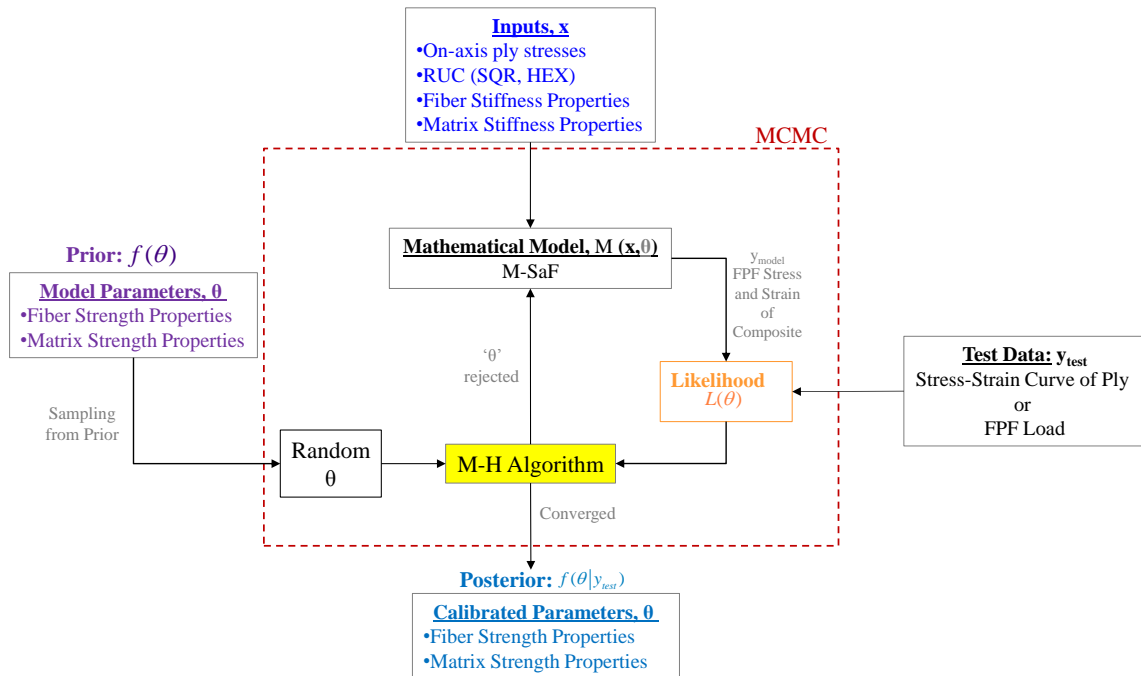 Inputs, x
•On-axis ply stresses
•RUC (SQR, HEX)
•Fiber Stiffness Properties
•Matrix Stiffness Properties
MCMC
Mathematical Model, M (x,θ)
M-SaF
Prior: f(θ)
Model Parameters, θ
•Fiber Strength Properties
•Matrix Strength Properties
y_model
FPF Stress
and Strain
of
Composite
‘θ’
rejected
Likelihood
L(θ)
Test Data: y_test
Stress-Strain Curve of Ply
or
FPF Load
Sampling
from Prior
Random
θ
M-H Algorithm
Converged
Posterior: f(θ|y_test)
Calibrated Parameters, θ
•Fiber Strength Properties
•Matrix Strength Properties